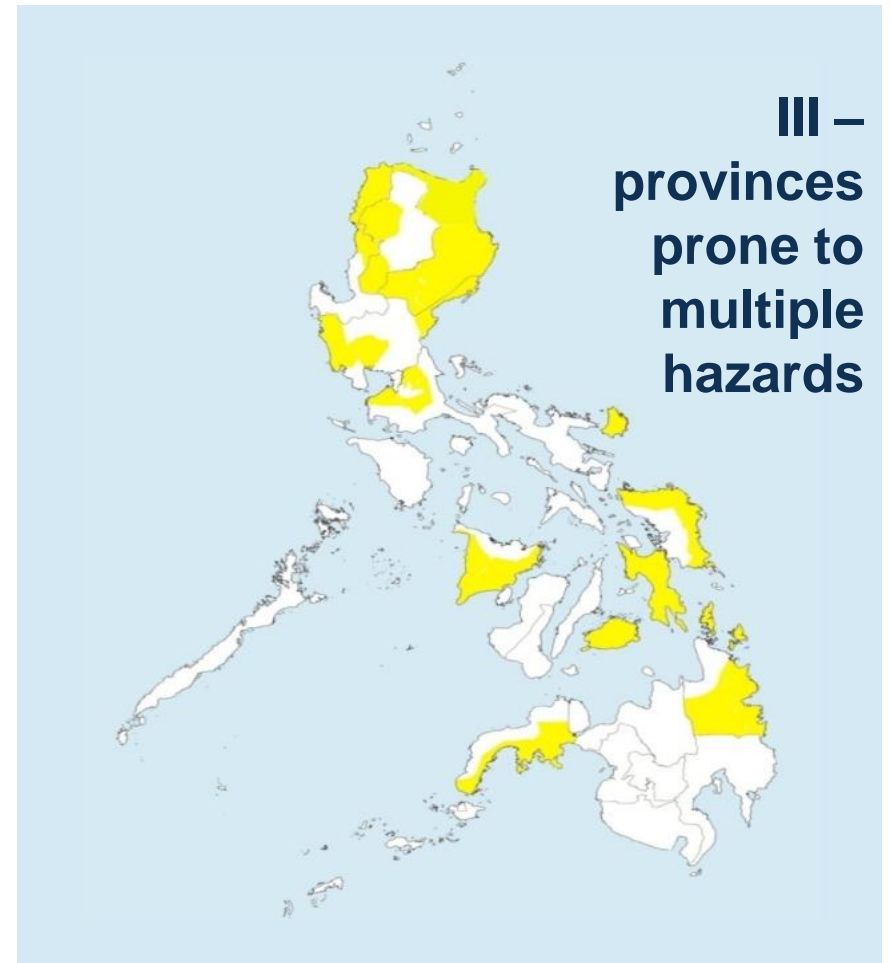 III –
provinces
prone to
multiple
hazards